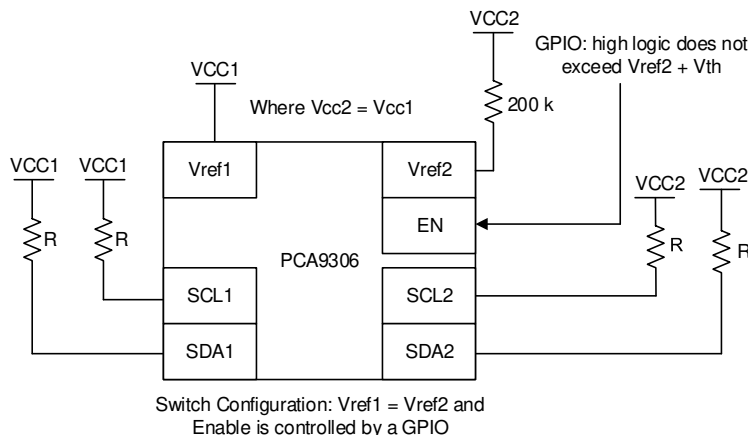 VCC2
GPIO: high logic does not
exceed Vref2 + Vth
VCC1
Where Vcc2 = Vcc1
200 k
VCC1
VCC1
Vref1
Vref2
VCC2
VCC2
EN
R
R
R
R
PCA9306
SCL1
SCL2
SDA1
SDA2
Switch Configuration: Vref1 = Vref2 and
Enable is controlled by a GPIO